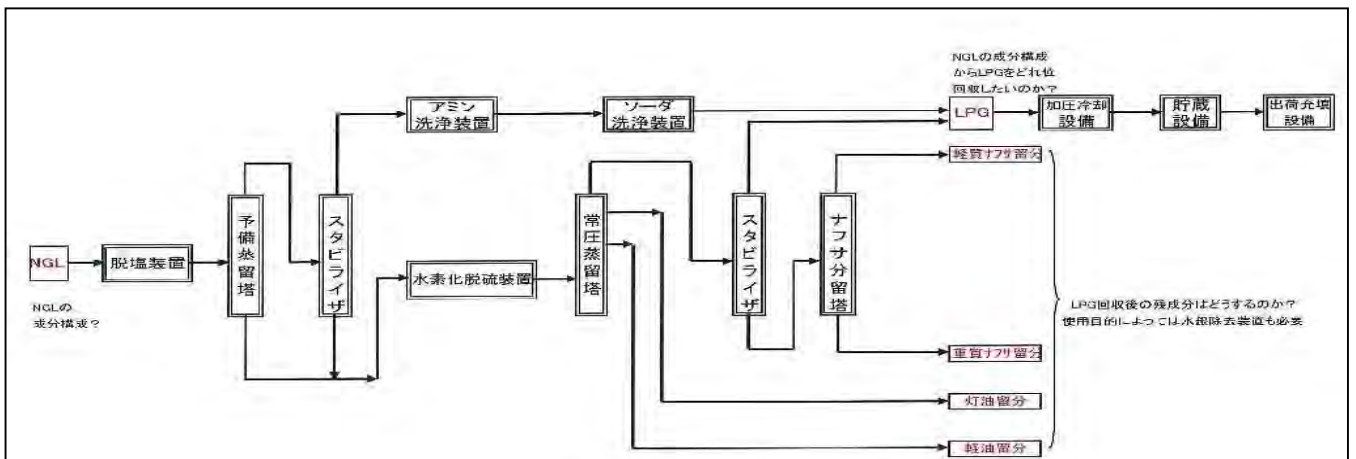 NGLの成分構成
からLPGをどれ位
回収したいのか?
アミン
洗浄装置
ソーダ
洗浄装置
LPG
加圧冷却
設備
貯蔵
設備
出荷充填
設備
軽質ナフサ留分
予備蒸留塔
スタビライザ
常圧蒸留塔
スタビライザ
ナフサ分留塔
NGL
脱塩装置
水素化脱硫装置
NGLの
成分構成?
LPG回収後の残成分はどうするのか?
使用目的によっては水銀除去装置も必要
重質ナフサ留分
灯油留分
軽油留分